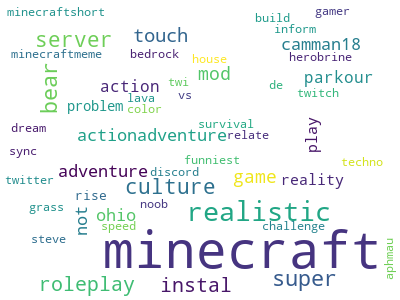 minecraftshort
gamer
build
inform
server
touch
camman18
minecraftmeme
bedrock
herobrine
house
bear
action
mod
parkour
twi
de
twitch
problem
lava
vs
color
dream
survival
actionadventure
relate
play
sync
funniest
techno
adventure
discord
twitter
culture
game
reality
rise
noob
grass
not
ohio
realistic
speed
challenge
steve
minecraft
aphmau
roleplay
instal
super